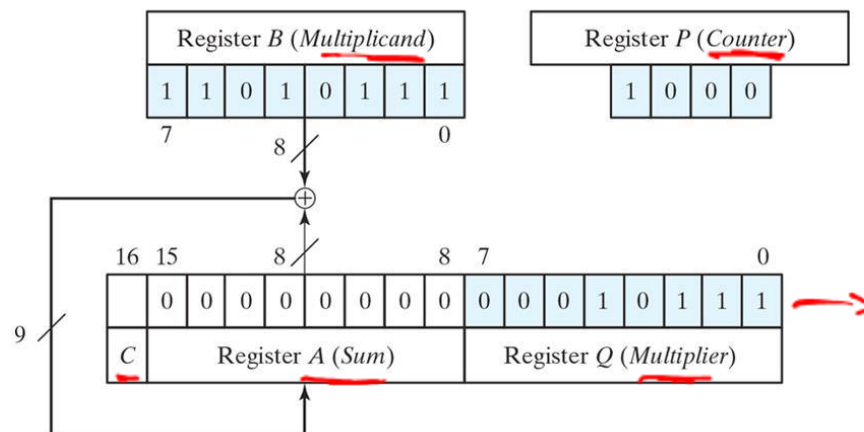 Register B (Multiplicand) Register P (Counter)
1 1 0 1 0 1 1 1 1 0 0 0
7 8 0
16 15 8 8 7 0
0 0 0 0 0 0 0 0 0 0 0 1 0 1 1 1
9
C Register A (Sum) Register Q (Multiplier)